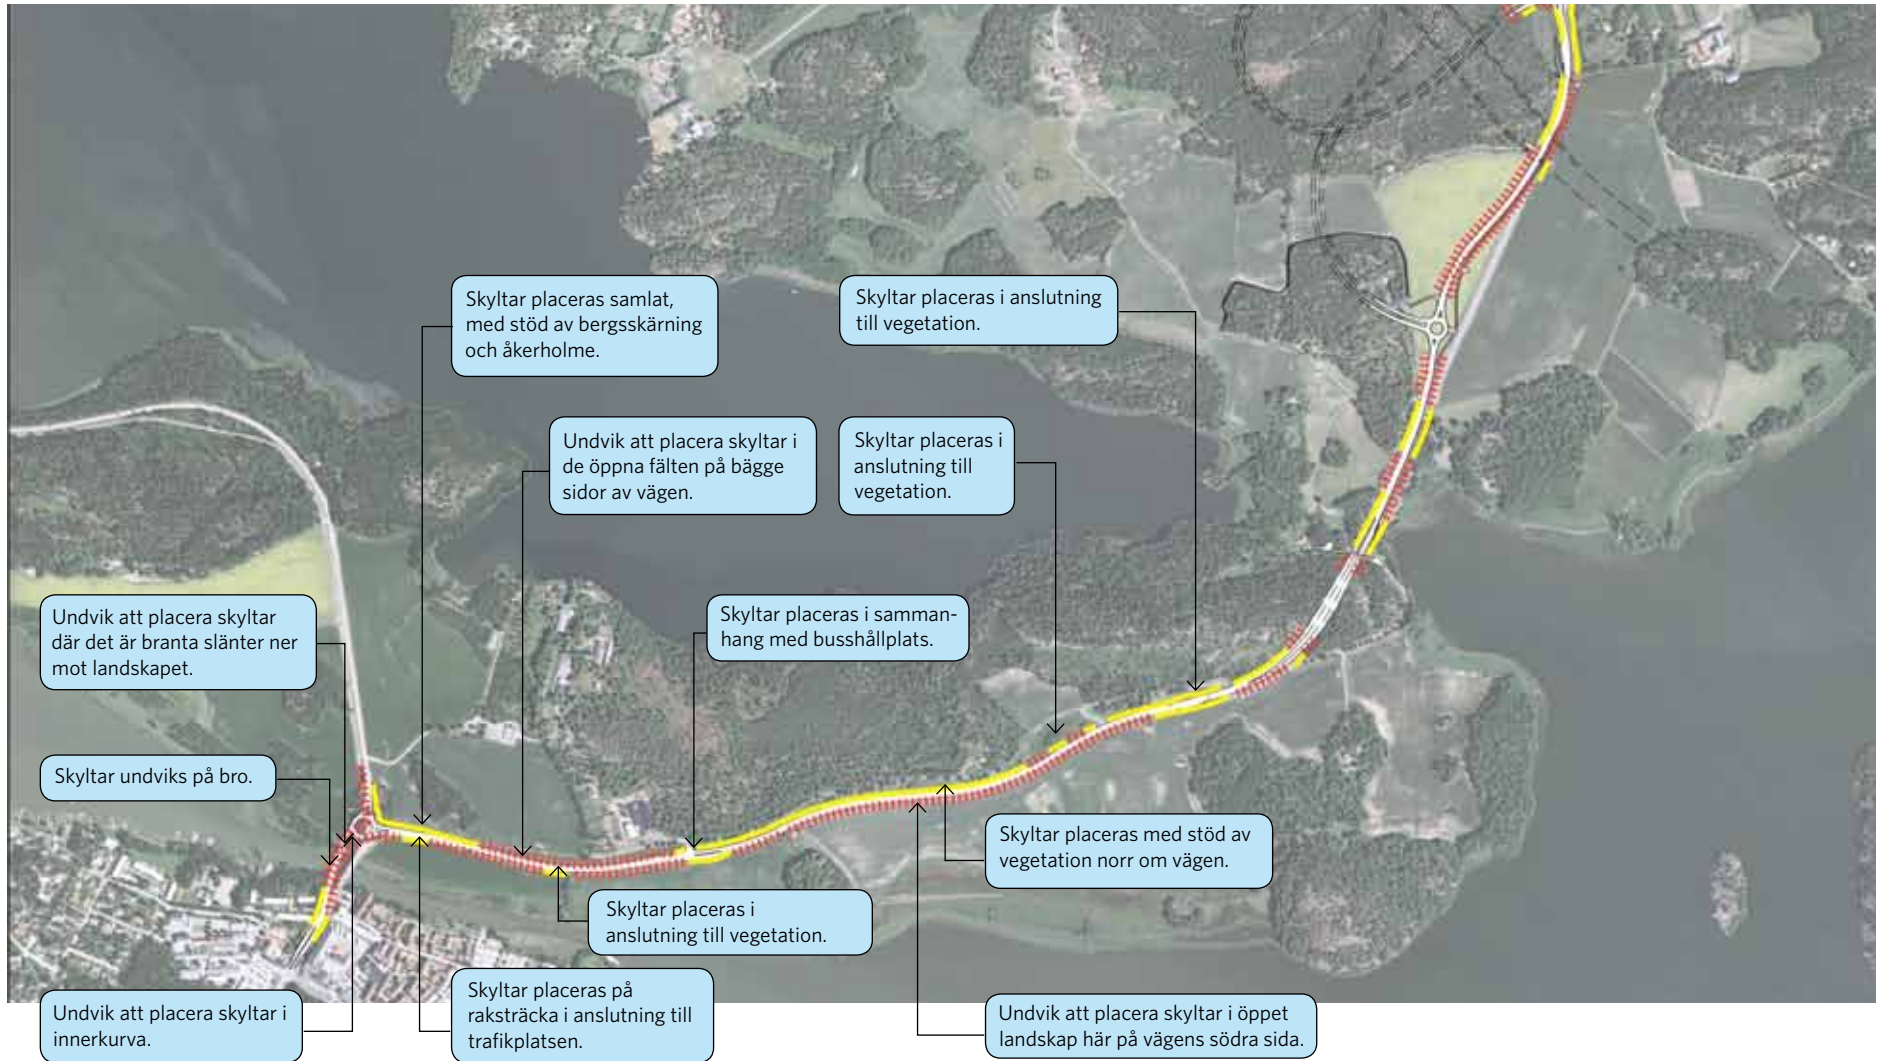 Skyltar placeras samlat,
med stöd av bergsskärning
och åkerholme.
Skyltar placeras i anslutning
till vegetation.
Undvik att placera skyltar i
de öppna fälten på bägge
sidor av vägen.
Skyltar placeras i
anslutning till
vegetation.
Undvik att placera skyltar
där det är branta slänter ner
mot landskapet.
Skyltar placeras i samman-
hang med busshållplats.
Skyltar undviks på bro.
Skyltar placeras med stöd av
vegetation norr om vägen.
Skyltar placeras i
anslutning till vegetation.
Undvik att placera skyltar i
innerkurva.
Skyltar placeras på
raksträcka i anslutning till
trafikplatsen.
Undvik att placera skyltar i öppet
landskap här på vägens södra sida.